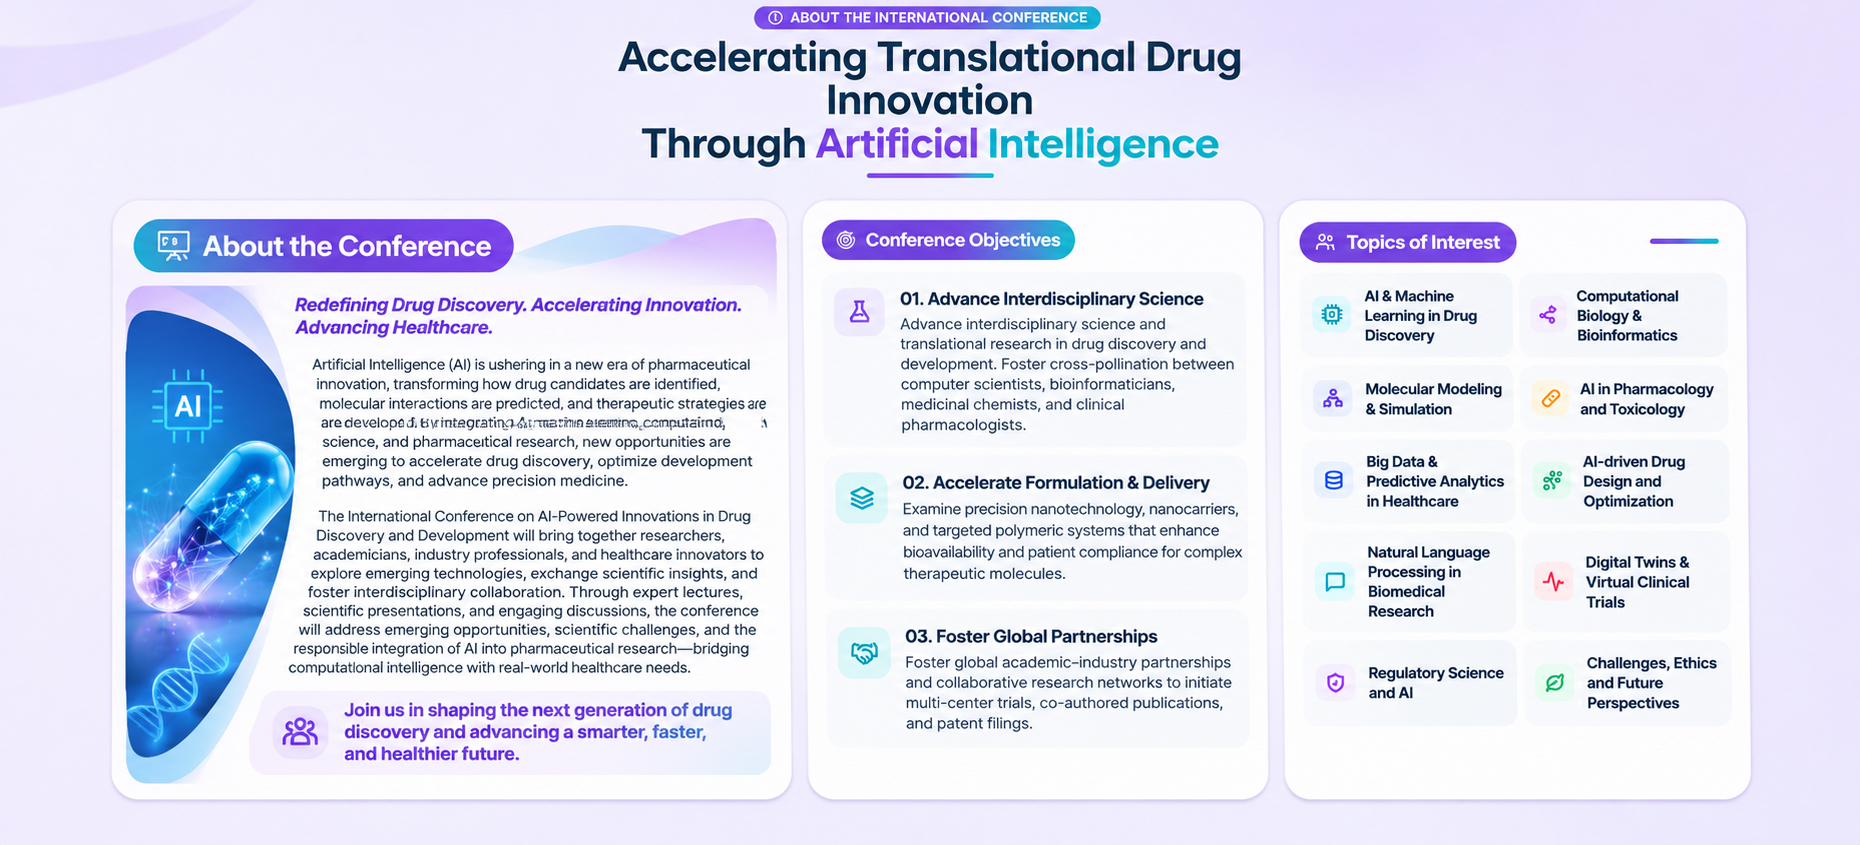 ABOUT THE INTERNATIONAL CONFERENCE
Accelerating Translational Drug
Innovation
Through Artificial Intelligence
About the Conference
Redefining Drug Discovery. Accelerating Innovation.
Advancing Healthcare.
AI
Artificial Intelligence (AI) is ushering in a new era of pharmaceutical
innovation, transforming how drug candidates are identified,
molecular interactions are predicted, and therapeutic strategies are
are developed. By integrating
science, and pharmaceutical research, new opportunities are
emerging to accelerate drug discovery, optimize development
pathways, and advance precision medicine.
The International Conference on AI-Powered Innovations in Drug
Discovery and Development will bring together researchers,
academicians, industry professionals, and healthcare innovators to
explore emerging technologies, exchange scientific insights, and
foster interdisciplinary collaboration. Through expert lectures,
scientific presentations, and engaging discussions, the conference
will address emerging opportunities, scientific challenges, and the
responsible integration of AI into pharmaceutical research—bridging
computational intelligence with real-world healthcare needs.
Join us in shaping the next generation of drug
discovery and advancing a smarter, faster,
and healthier future.
Conference Objectives
01. Advance Interdisciplinary Science
Advance interdisciplinary science and
translational research in drug discovery and
development. Foster cross-pollination between
computer scientists, bioinformaticians,
medicinal chemists, and clinical
pharmacologists.
02. Accelerate Formulation & Delivery
Examine precision nanotechnology, nanocarriers,
and targeted polymeric systems that enhance
bioavailability and patient compliance for complex
therapeutic molecules.
03. Foster Global Partnerships
Foster global academic–industry partnerships
and collaborative research networks to initiate
multi-center trials, co-authored publications,
and patent filings.
Topics of Interest
AI & Machine
Learning in Drug
Discovery
Computational
Biology &
Bioinformatics
Molecular Modeling
& Simulation
AI in Pharmacology
and Toxicology
Big Data &
Predictive Analytics
in Healthcare
AI-driven Drug
Design and
Optimization
Natural Language
Processing in
Biomedical
Research
Digital Twins &
Virtual Clinical
Trials
Regulatory Science
and AI
Challenges, Ethics
and Future
Perspectives